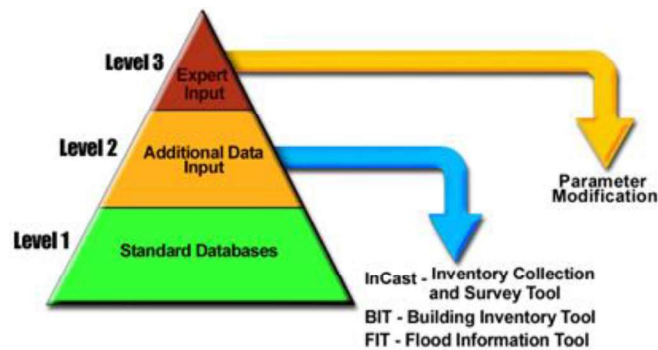 Level 3
Expert
Input
Level 2
Additional Data
Input
Level 1
Standard Databases
Parameter
Modification
InCast - Inventory Collection
and Survey Tool
BIT - Building Inventory Tool
FIT - Flood Information Tool